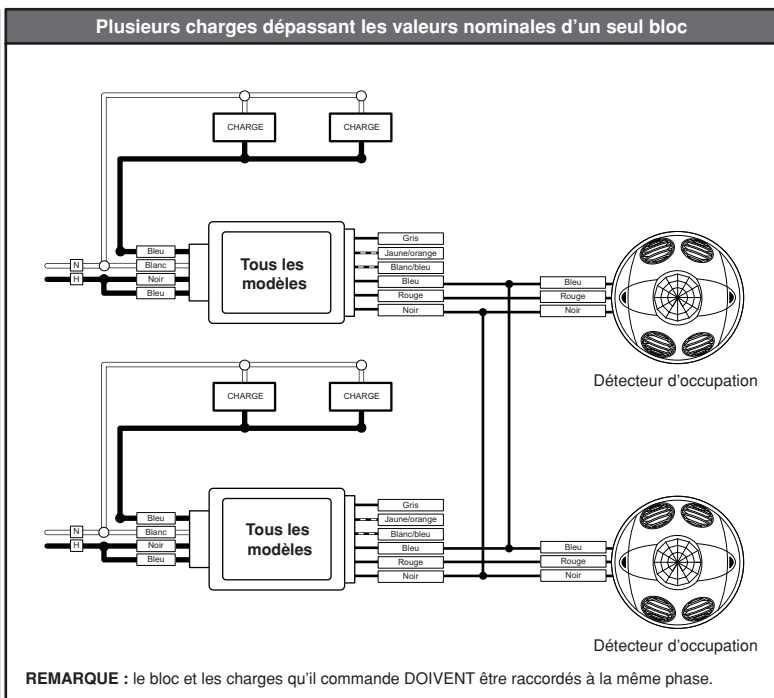 Plusieurs charges dépassant les valeurs nominales d'un seul bloc
CHARGE
CHARGE
Bleu
N
Blanc
H
Noir
Bleu
Tous les
modèles
Gris
Jaune/orange
Blanc/bleu
Bleu
Rouge
Noir
Bleu
Rouge
Noir
Détecteur d'occupation
CHARGE
CHARGE
Bleu
N
Blanc
H
Noir
Bleu
Tous les
modèles
Gris
Jaune/orange
Blanc/bleu
Bleu
Rouge
Noir
Bleu
Rouge
Noir
Détecteur d'occupation
REMARQUE : le bloc et les charges qu'il commande DOIVENT être raccordés à la même phase.